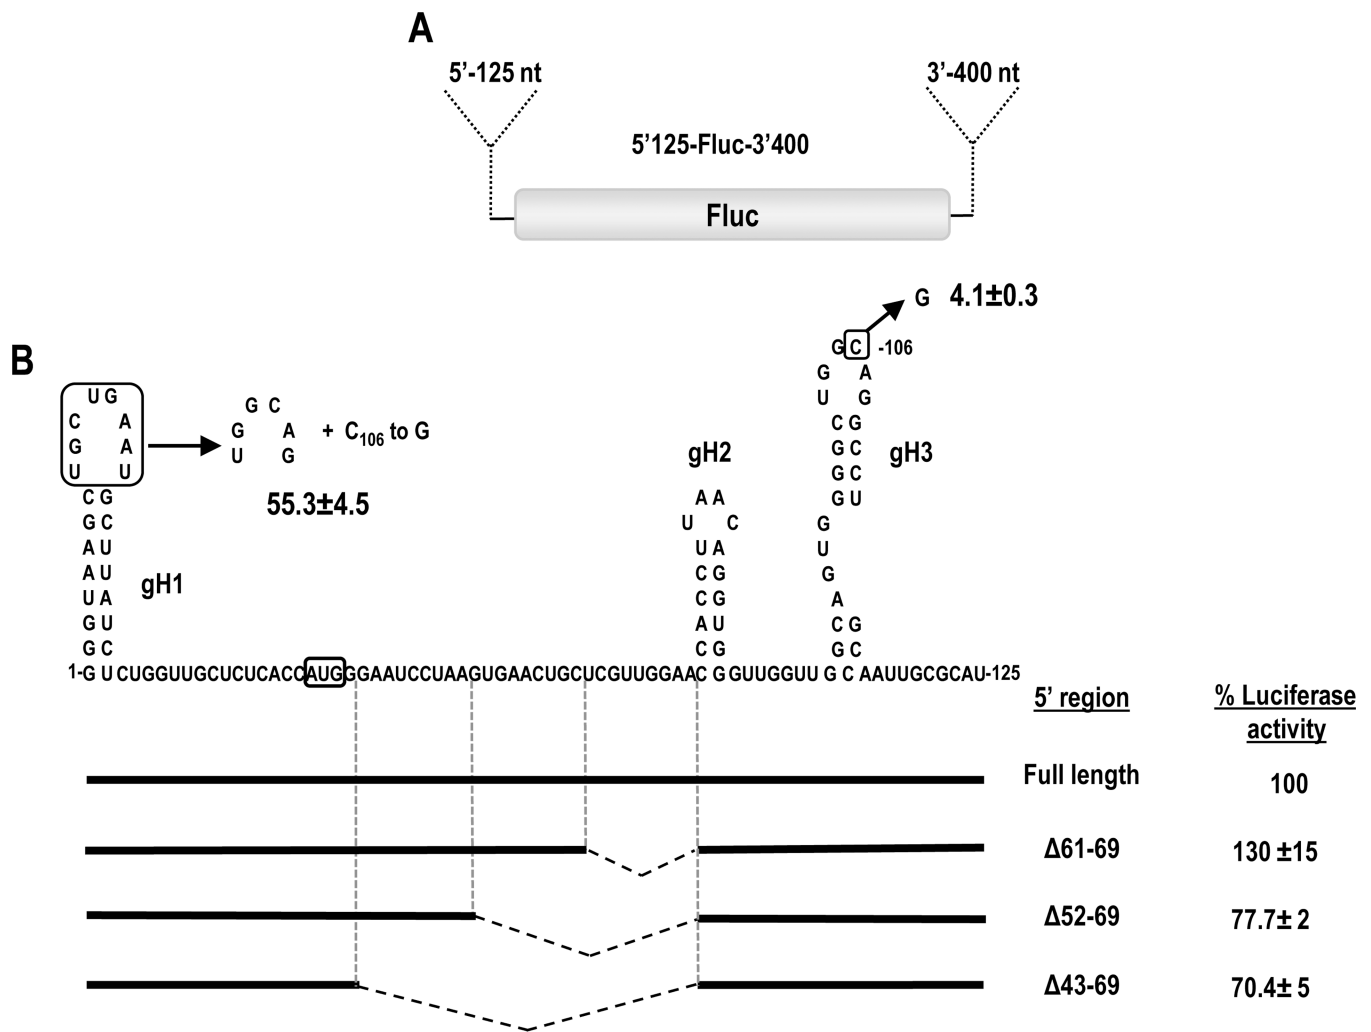 A
5’-125 nt
3’-400 nt
5’125-Fluc-3’400
Fluc
B
G 4.1±0.3
GC -106
G A
U G
C G
G C
G C
G U
G
U
G
A
C G
G C
gH3
U G
C A
G A
U U
C G
G C
A U
A U
U A
G U
G C
gH1
G C
G A
U G
+ C106 to G
55.3±4.5
gH2
A A
U C
U A
C G
C G
A U
C G
1-G U CUGGUUGCUCUCACCAUGGGAAUCCUAAGUGAACUGCUCGUUGGAAC G GUUGGUU G C AAUUGCGCAU-125
5’ region
% Luciferase
activity
Full length
100
Δ61-69
130 ±15
Δ52-69
77.7± 2
Δ43-69
70.4± 5